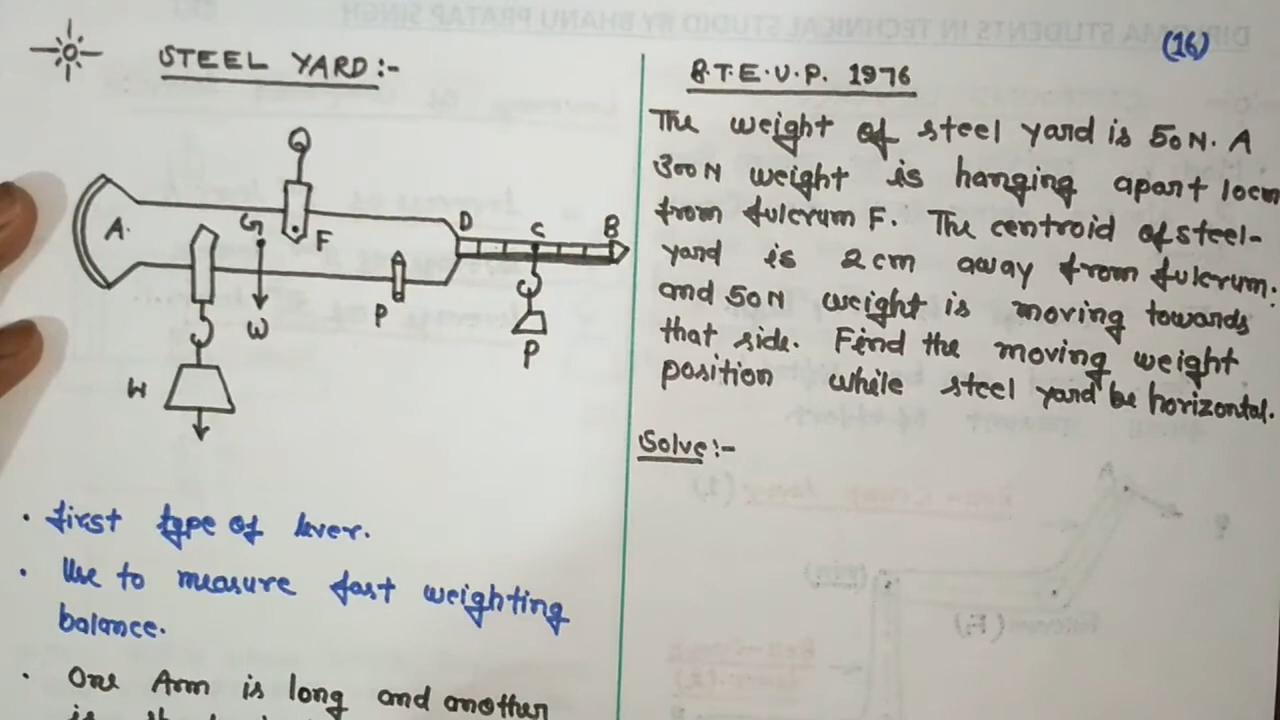 (16)
STEEL YARD:-
A
G
F
D
C
B
W
P
P
W
. first type of lever.
. Use to measure fast weighting
balance.
. One Arm is long and another
B.T.E.U.P. 1976
The weight of steel yard is 50N. A
300N weight is hanging apart 10cm
from fulcrum F. The centroid of steel-
yard is 2cm away from fulcrum.
and 50N weight is moving towards
that side. Find the moving weight
position while steel yard be horizontal.
Solve:-